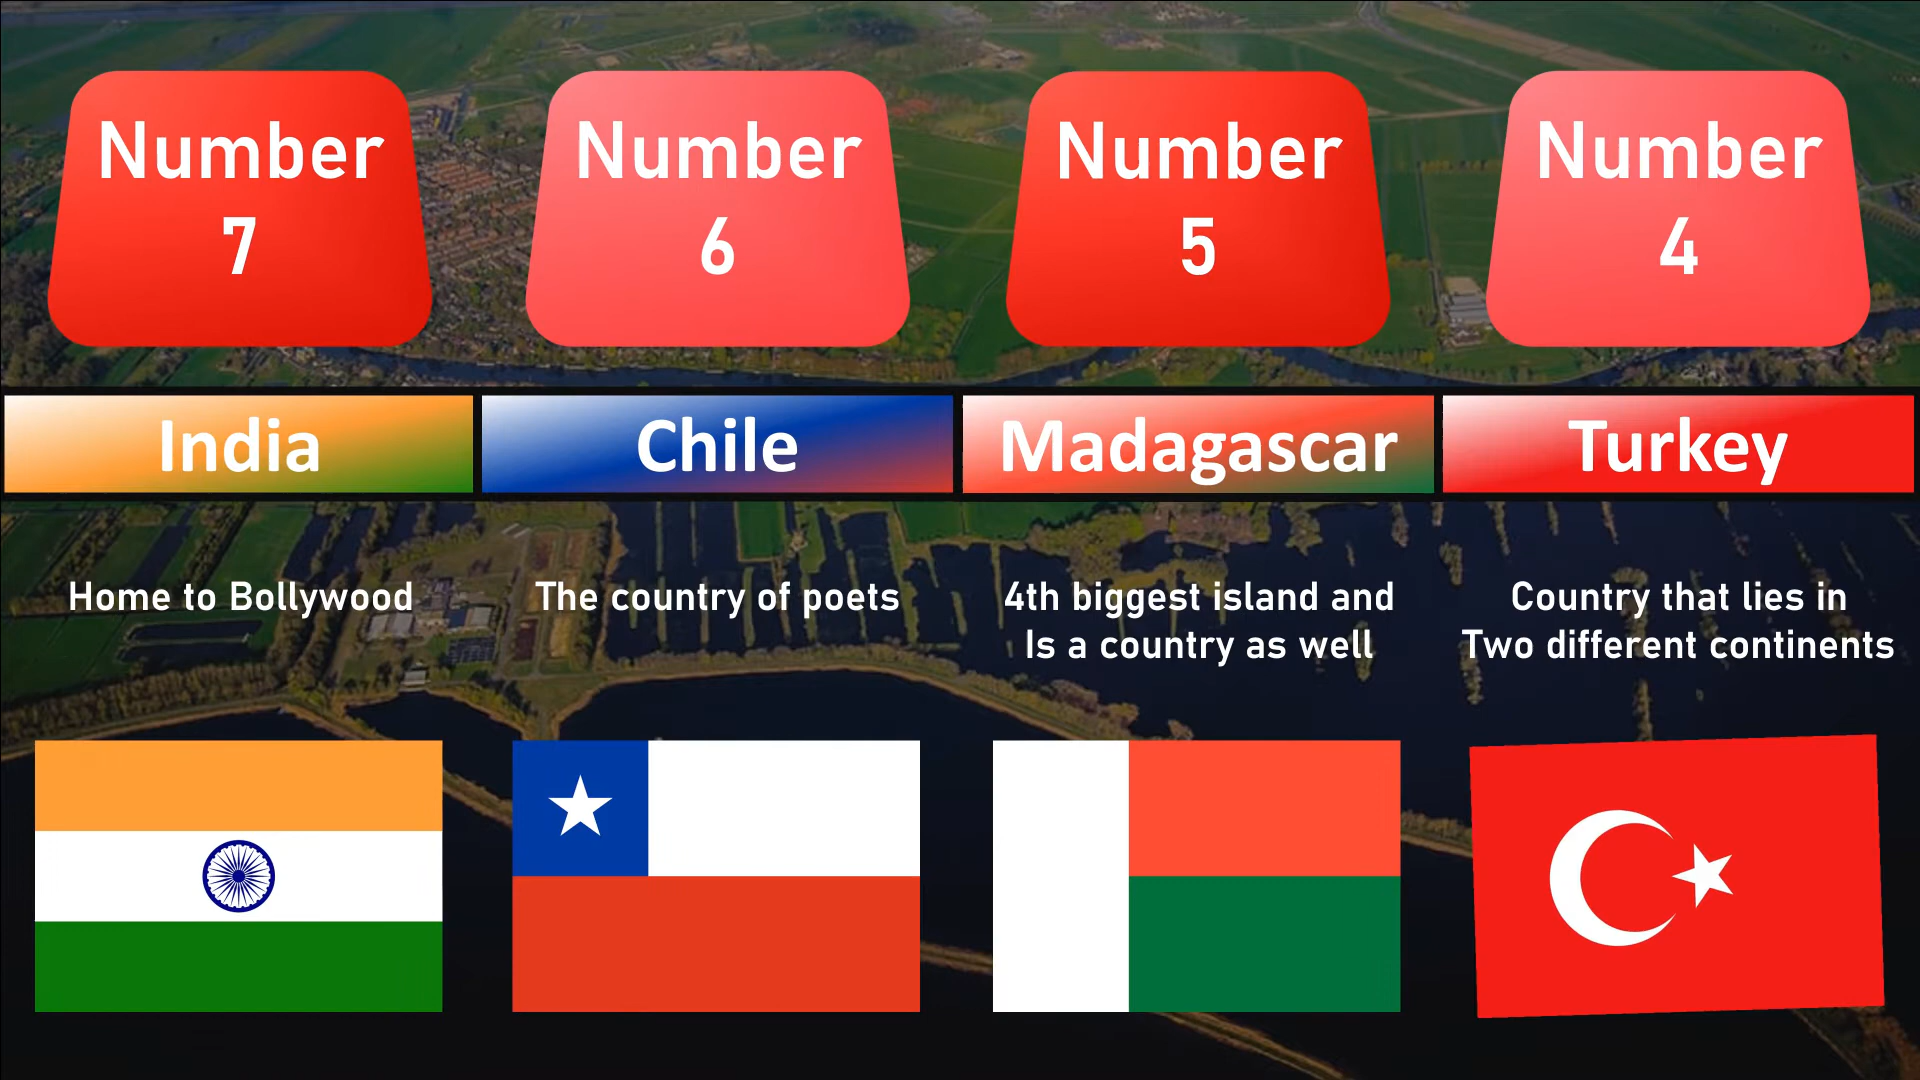 Number
7
Number
6
Number
5
Number
4
India
Chile
Madagascar
Turkey
Home to Bollywood
The country of poets
4th biggest island and
Is a country as well
Country that lies in
Two different continents